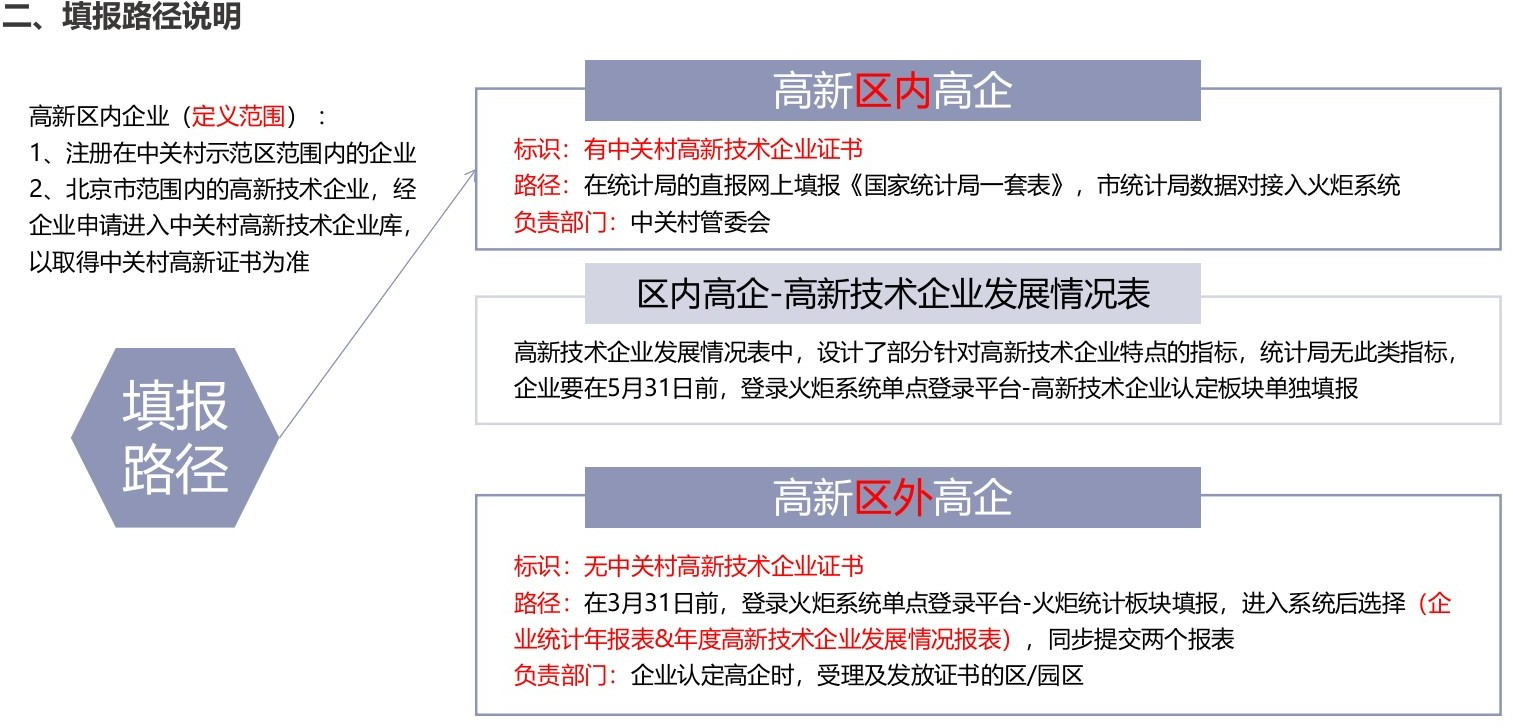 二、填报路径说明
高新区内企业（定义范围）：
1、注册在中关村示范区范围内的企业
2、北京市范围内的高新技术企业，经
企业申请进入中关村高新技术企业库，
以取得中关村高新证书为准
填报
路径
高新区内高企
标识：有中关村高新技术企业证书
路径：在统计局的直报网上填报《国家统计局一套表》，市统计局数据对接入火炬系统
负责部门：中关村管委会
区内高企-高新技术企业发展情况表
高新技术企业发展情况表中，设计了部分针对高新技术企业特点的指标，统计局无此类指标，
企业要在5月31日前，登录火炬系统单点登录平台-高新技术企业认定板块单独填报
高新区外高企
标识：无中关村高新技术企业证书
路径：在3月31日前，登录火炬系统单点登录平台-火炬统计板块填报，进入系统后选择（企
业统计年报表&年度高新技术企业发展情况报表），同步提交两个报表
负责部门：企业认定高企时，受理及发放证书的区/园区